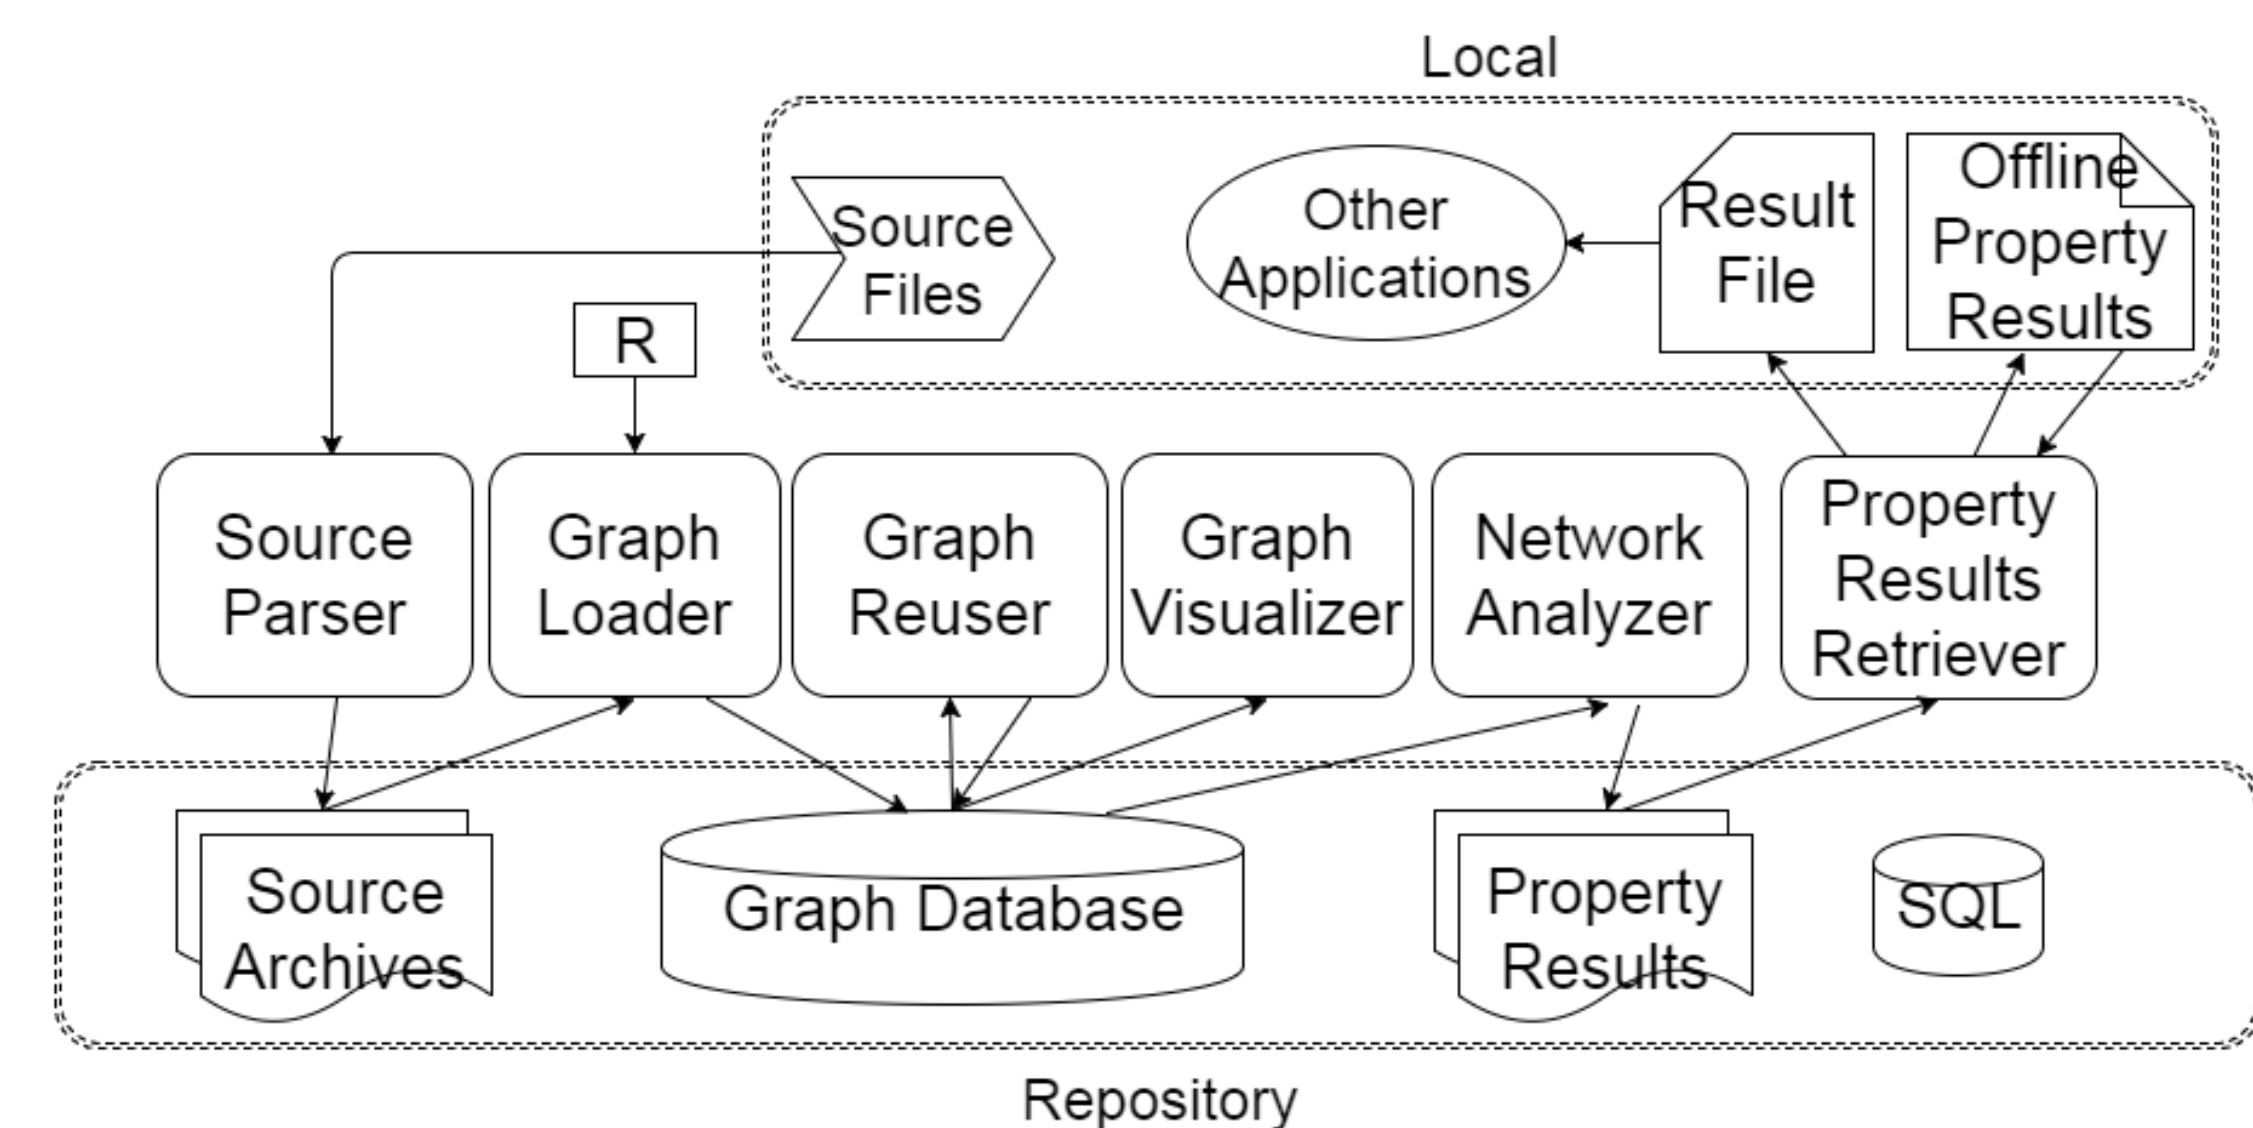 Local
Source
Files
Other
Applications
Result
File
Offline
Property
Results
R
Source
Parser
Graph
Loader
Graph
Reuser
Graph
Visualizer
Network
Analyzer
Property
Results
Retriever
Source
Archives
Graph Database
Property
Results
SQL
Repository